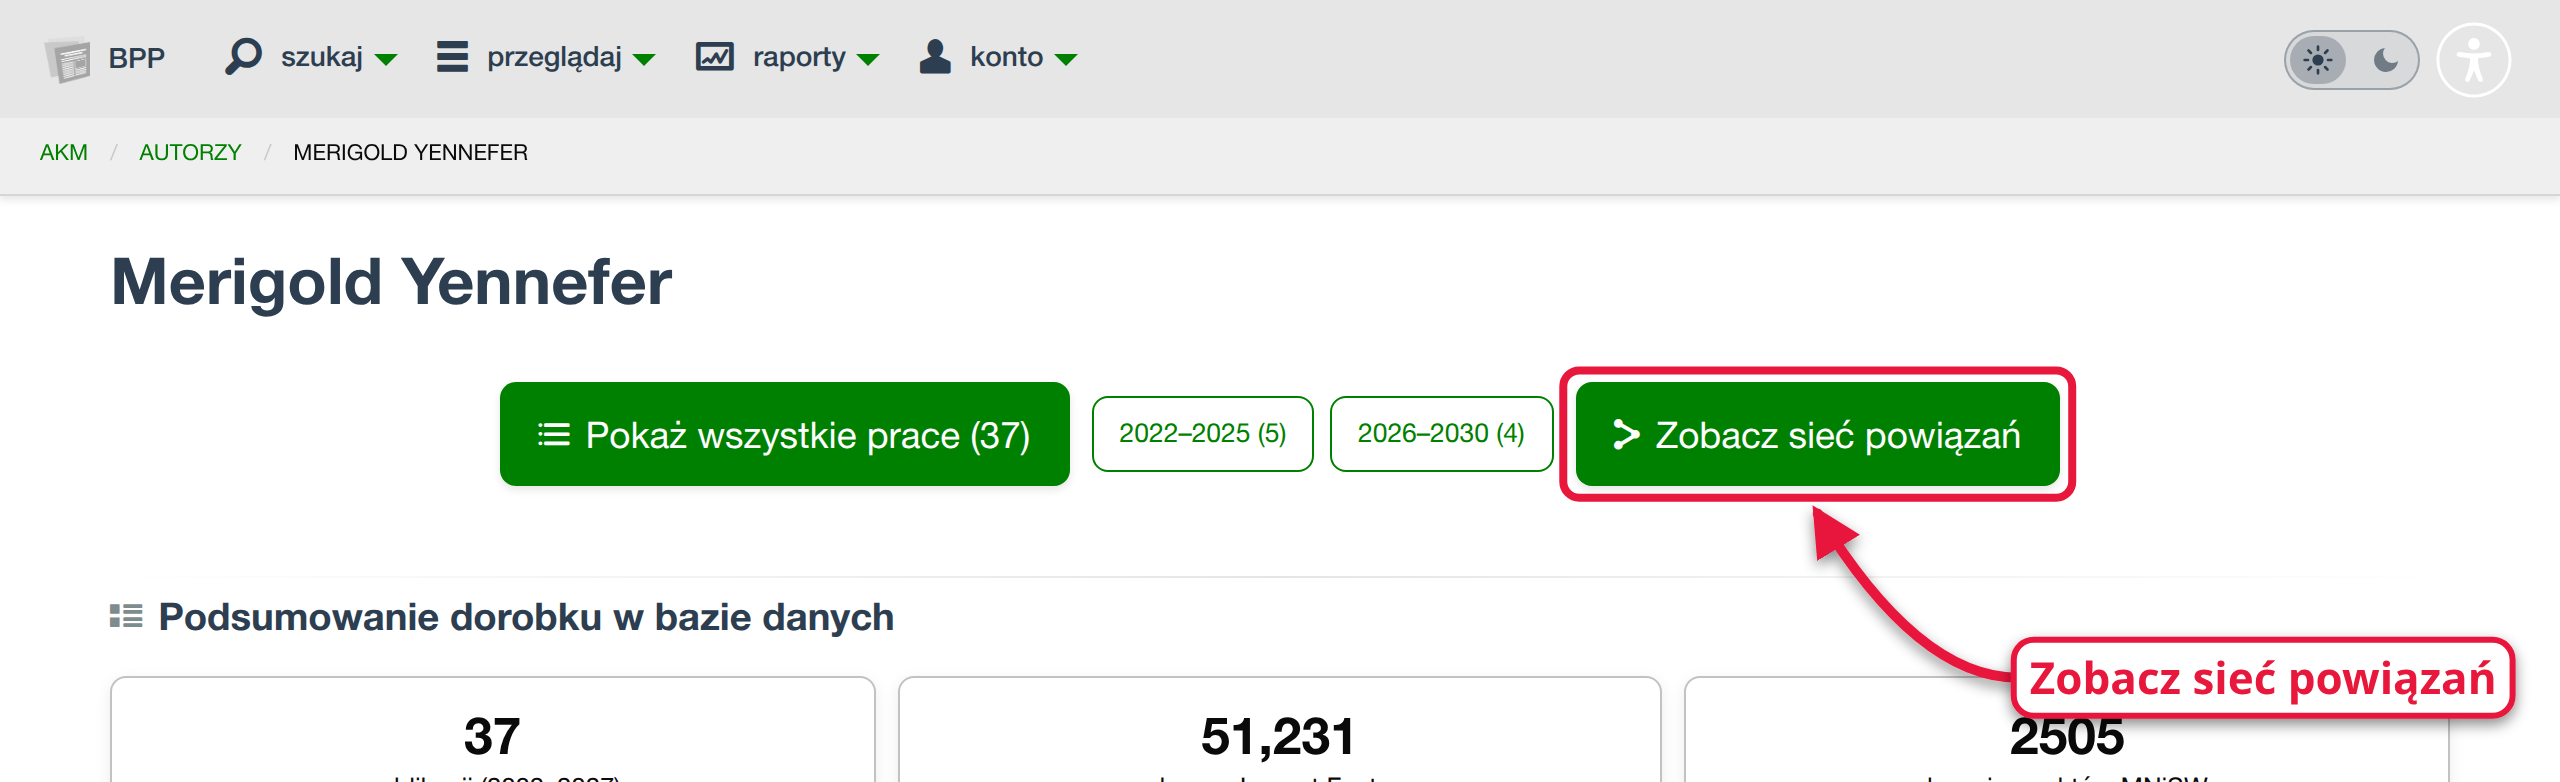 BPP szukaj przeglądaj raporty konto
AKM / AUTORZY / MERIGOLD YENNEFER
Merigold Yennefer
Pokaż wszystkie prace (37)
2022–2025 (5)
2026–2030 (4)
Zobacz sieć powiązań
Podsumowanie dorobku w bazie danych
Zobacz sieć powiązań
37
51,231
2505